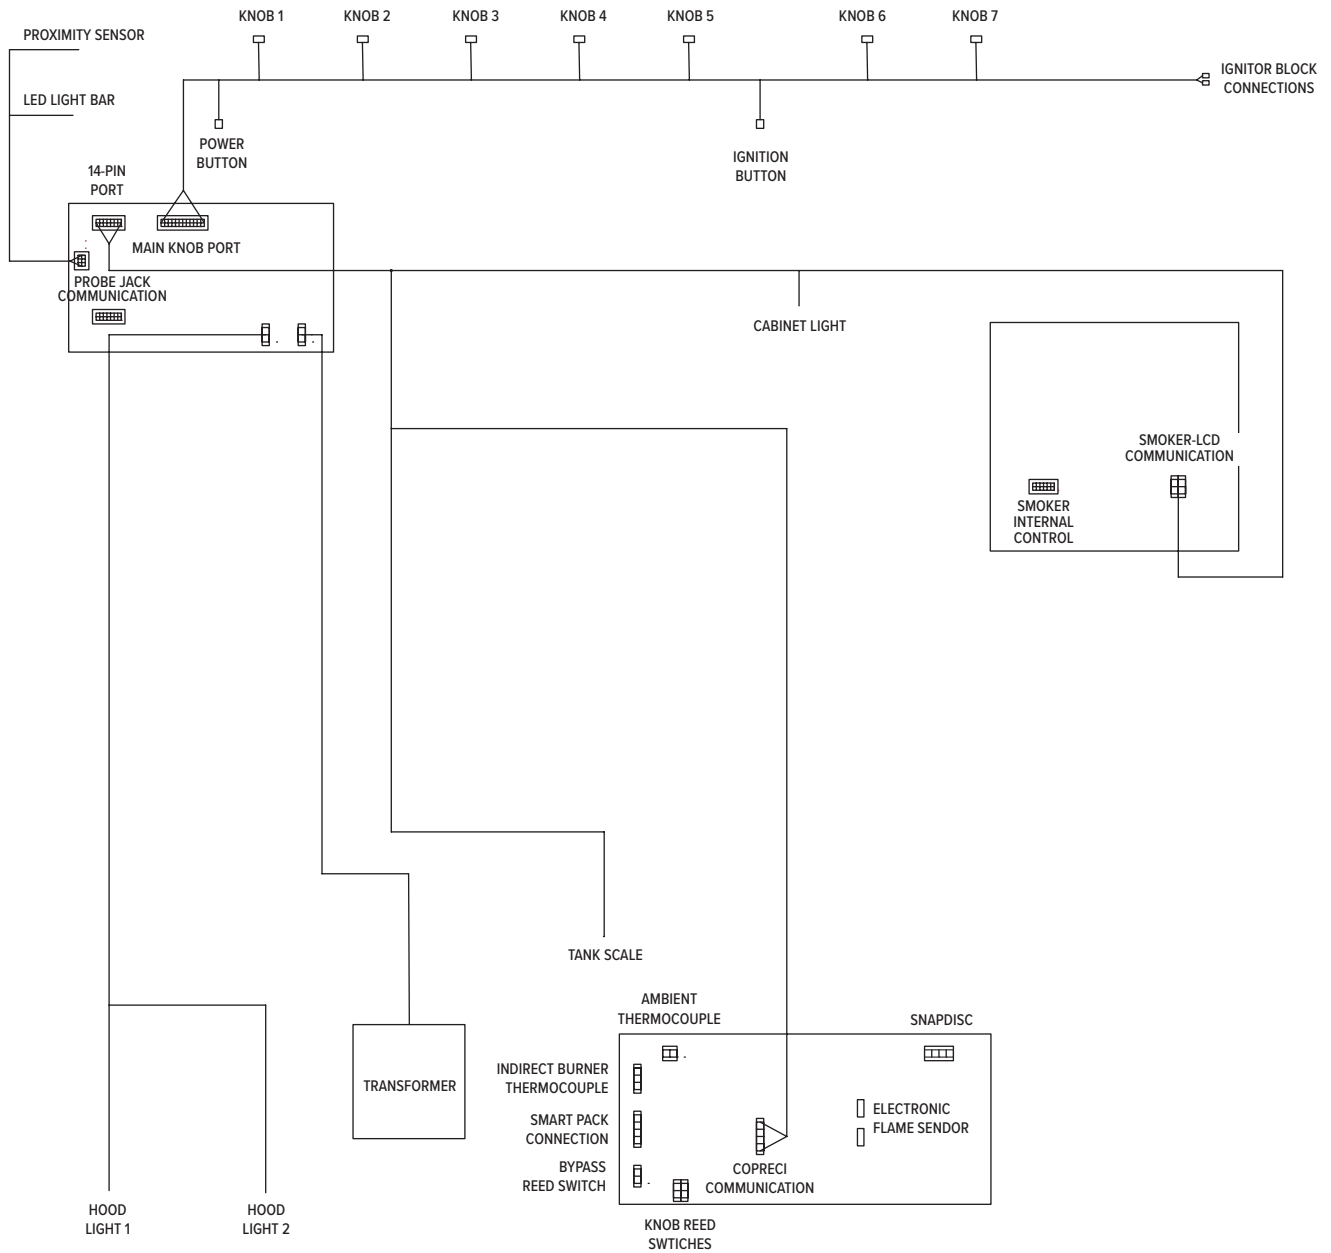 KNOB 1
KNOB 2
KNOB 3
KNOB 4
KNOB 5
KNOB 6
KNOB 7
PROXIMITY SENSOR
IGNITOR BLOCK
CONNECTIONS
LED LIGHT BAR
POWER
BUTTON
IGNITION
BUTTON
14-PIN
PORT
MAIN KNOB PORT
PROBE JACK
COMMUNICATION
CABINET LIGHT
SMOKER-LCD
COMMUNICATION
SMOKER
INTERNAL
CONTROL
TANK SCALE
AMBIENT
THERMOCOUPLE
SNAPDISC
INDIRECT BURNER
THERMOCOUPLE
TRANSFORMER
SMART PACK
CONNECTION
ELECTRONIC
FLAME SENDOR
BYPASS
REED SWITCH
COPRECI
COMMUNICATION
HOOD
LIGHT 1
HOOD
LIGHT 2
KNOB REED
SWTICHES